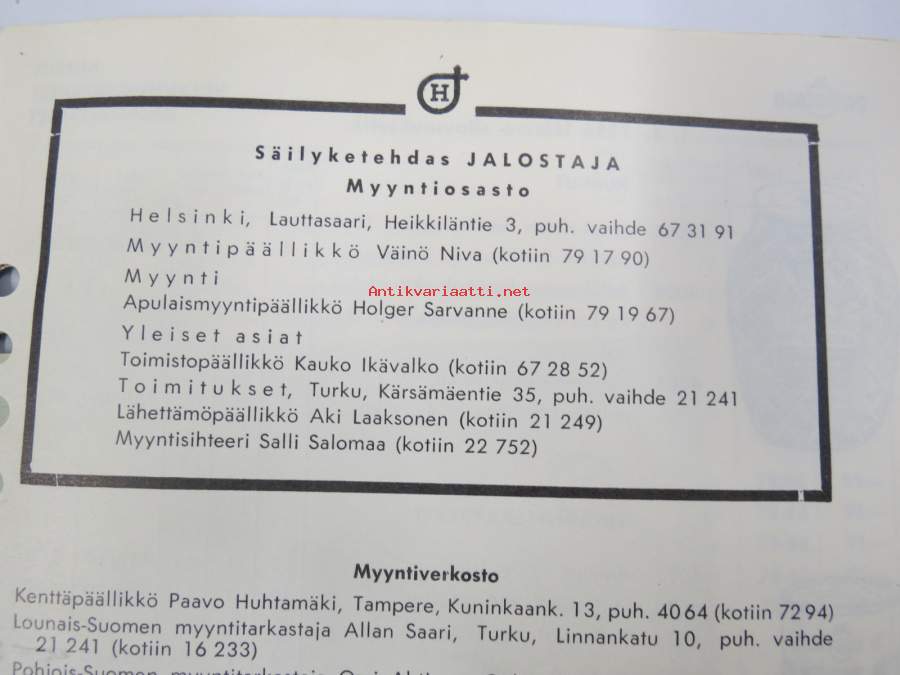 H
Säilyketehdas JALOSTAJA
Myyntiosasto
Helsinki, Lauttasaari, Heikkiläntie 3, puh. vaihde 67 31 91
Myyntipäällikkö Väinö Niva (kotiin 79 17 90)
Myynti
Antikvariaatti.net
Apulaismyyntipäällikkö Holger Sarvanne (kotiin 79 19 67)
Yleiset asiat
Toimistopäällikkö Kauko Ikävalko (kotiin 67 28 52)
Toimitukset, Turku, Kärsämäentie 35, puh. vaihde 21 241
Lähettämöpäällikkö Aki Laaksonen (kotiin 21 249)
Myyntisihteeri Salli Salomaa (kotiin 22 752)
Myyntiverkosto
Kenttäpäällikkö Paavo Huhtamäki, Tampere, Kuninkaank. 13, puh. 40 64 (kotiin 72 94)
Lounais-Suomen myyntitarkastaja Allan Saari, Turku, Linnankatu 10, puh. vaihde
21 241 (kotiin 16 233)
Pohjois-Suomen myyntitarkastaja